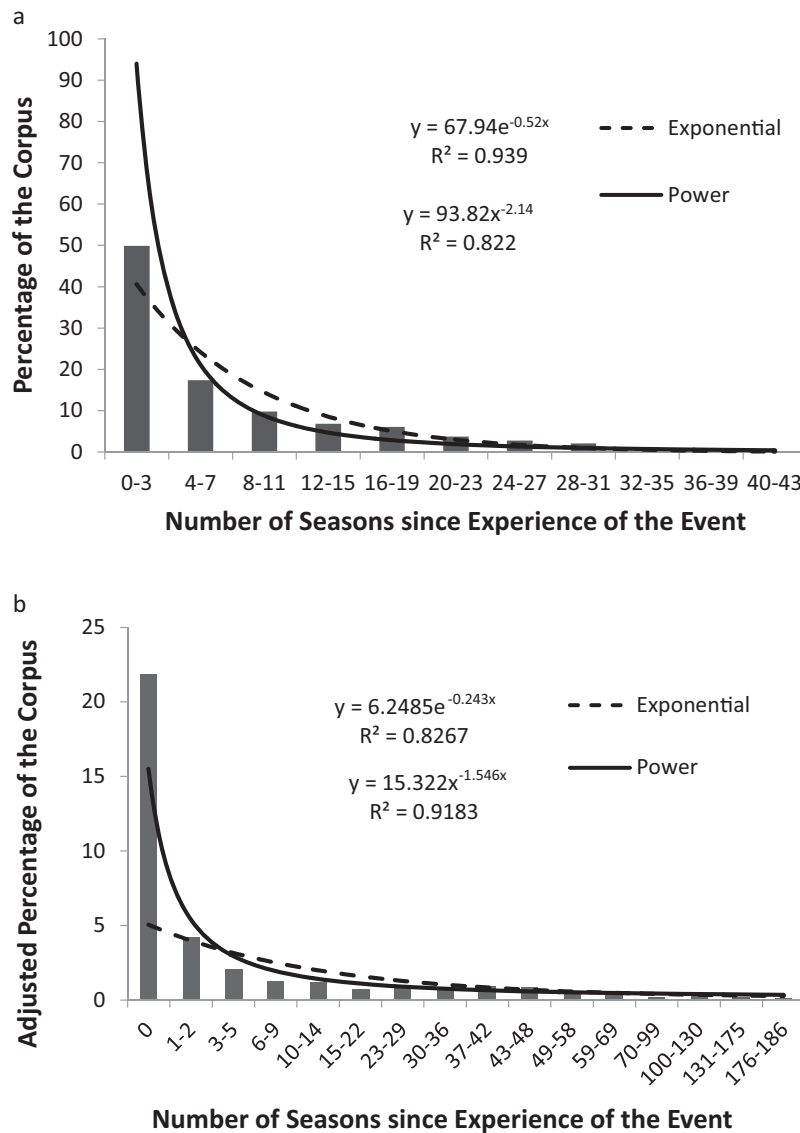 a
100
90
80
70
60
50
40
30
20
10
0
Percentage of the Corpus
y = 67.94e^-0.52x
R² = 0.939
Exponential
y = 93.82x^-2.14
R² = 0.822
Power
0-3 4-7 8-11 12-15 16-19 20-23 24-27 28-31 32-35 36-39 40-43
Number of Seasons since Experience of the Event
b
25
20
15
10
5
0
Adjusted Percentage of the Corpus
y = 6.2485e^-0.243x
R² = 0.8267
Exponential
y = 15.322x^-1.546x
R² = 0.9183
Power
0 1-2 3-5 6-9 10-14 15-22 23-29 30-36 37-42 43-48 49-58 59-69 70-99 100-130 131-175 176-186
Number of Seasons since Experience of the Event